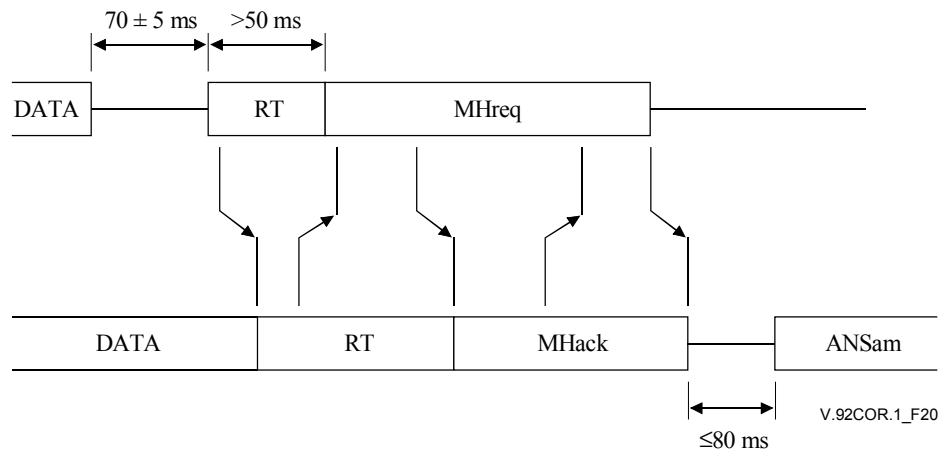 70 ± 5 ms >50 ms
DATA RT MHreq
DATA RT MHack ANSam
V.92COR.1_F20
≤80 ms